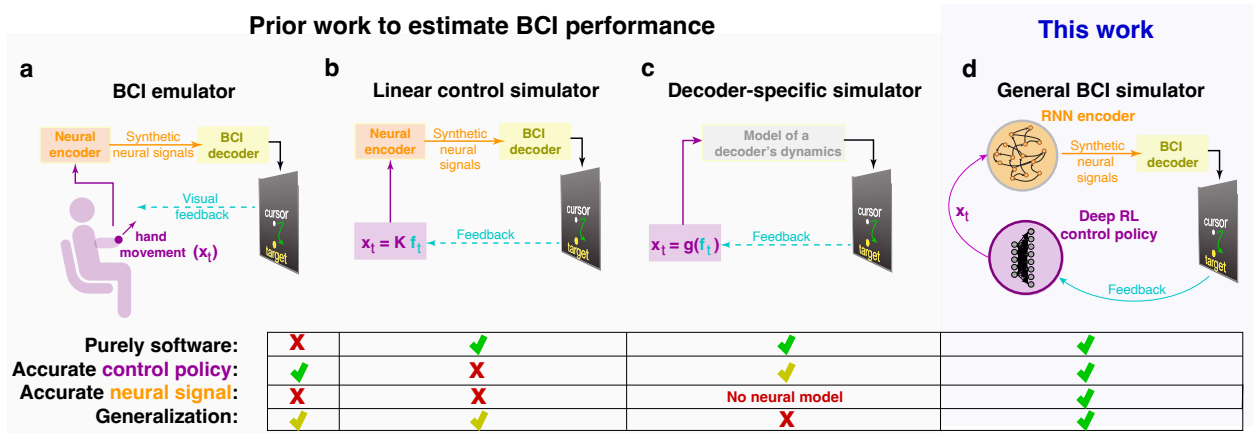 Prior work to estimate BCI performance
This work
a
BCI emulator
Neural
encoder
Synthetic
neural signals
BCI
decoder
Visual
feedback
cursor
target
hand
movement (xt)
b
Linear control simulator
Neural
encoder
Synthetic
neural signals
BCI
decoder
xt = K ft
Feedback
cursor
target
c
Decoder-specific simulator
Model of a
decoder's dynamics
xt = g(ft)
Feedback
cursor
target
d
General BCI simulator
RNN encoder
Synthetic
neural
signals
BCI
decoder
xt
Deep RL
control policy
Feedback
cursor
target
Purely software: X ✓ ✓ ✓
Accurate control policy: ✓ X ✓ ✓
Accurate neural signal: X X No neural model ✓
Generalization: ✓ ✓ X ✓